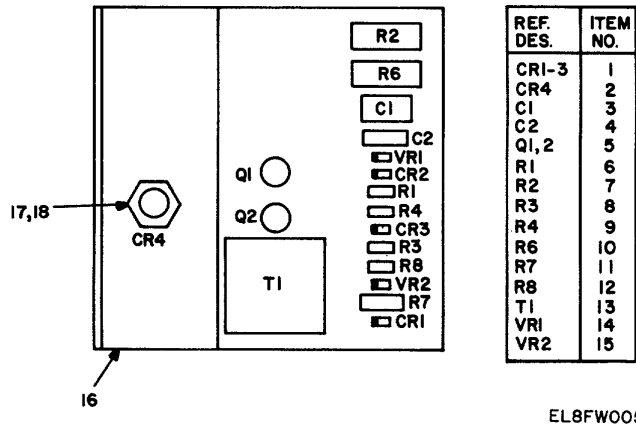 R2
R6
C1
C2
VR1
CR2
Q1
R1
R4
Q2
CR3
R3
R8
VR2
R7
CR1
T1
17,18
CR4
16
REF. DES. ITEM NO.
CR1-3 1
CR4 2
C1 3
C2 4
Q1,2 5
R1 6
R2 7
R3 8
R4 9
R6 10
R7 11
R8 12
T1 13
VR1 14
VR2 15
EL8FW005